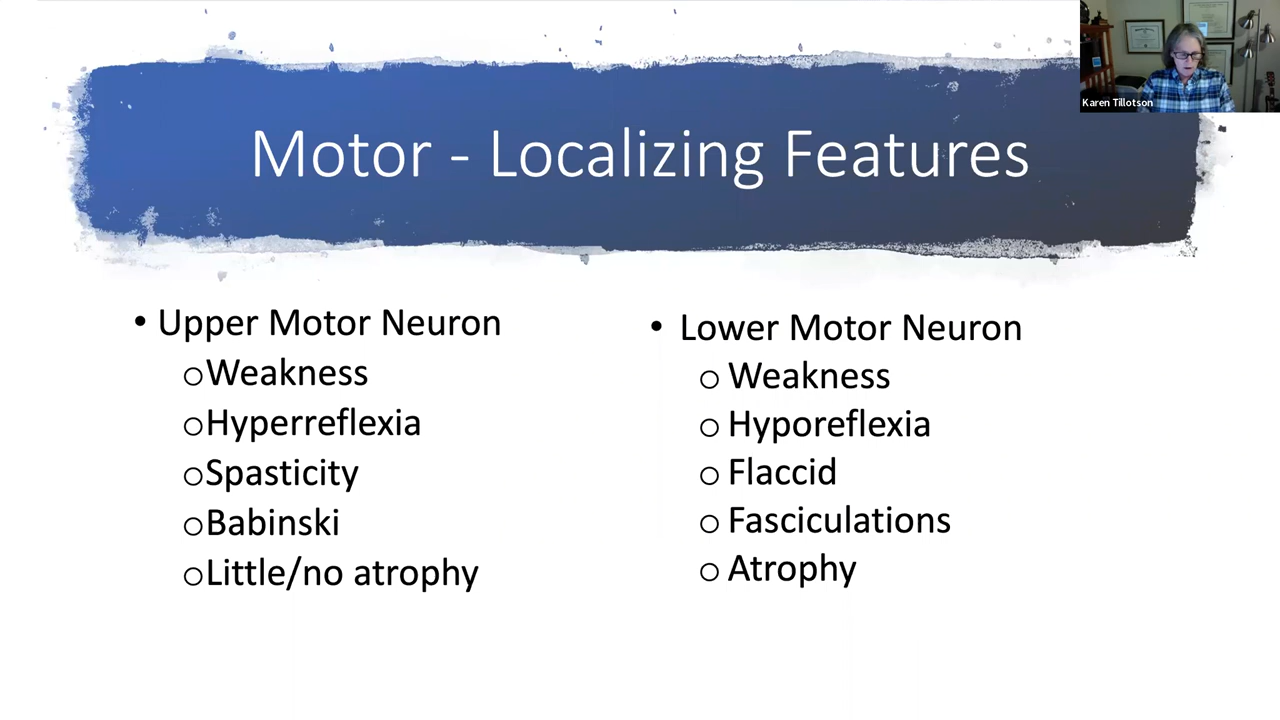 Karen Tillotson
Motor - Localizing Features
• Upper Motor Neuron
oWeakness
oHyperreflexia
oSpasticity
oBabinski
oLittle/no atrophy
• Lower Motor Neuron
o Weakness
o Hyporeflexia
o Flaccid
o Fasciculations
o Atrophy